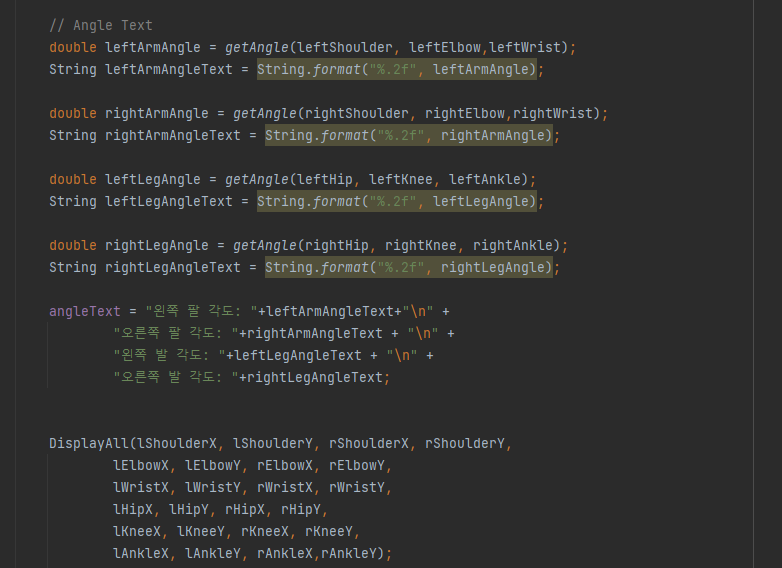 // Angle Text
double leftArmAngle = getAngle(leftShoulder, leftElbow,leftWrist);
String leftArmAngleText = String.format("%.2f", leftArmAngle);
double rightArmAngle = getAngle(rightShoulder, rightElbow,rightWrist);
String rightArmAngleText = String.format("%.2f", rightArmAngle);
double leftLegAngle = getAngle(leftHip, leftKnee, leftAnkle);
String leftLegAngleText = String.format("%.2f", leftLegAngle);
double rightLegAngle = getAngle(rightHip, rightKnee, rightAnkle);
String rightLegAngleText = String.format("%.2f", rightLegAngle);
angleText = "왼쪽 팔 각도: "+leftArmAngleText+"\n" +
"오른쪽 팔 각도: "+rightArmAngleText + "\n" +
"왼쪽 발 각도: "+leftLegAngleText + "\n" +
"오른쪽 발 각도: "+rightLegAngleText;
DisplayAll(lShoulderX, lShoulderY, rShoulderX, rShoulderY,
lElbowX, lElbowY, rElbowX, rElbowY,
lWristX, lWristY, rWristX, rWristY,
lHipX, lHipY, rHipX, rHipY,
lKneeX, lKneeY, rKneeX, rKneeY,
lAnkleX, lAnkleY, rAnkleX,rAnkleY);